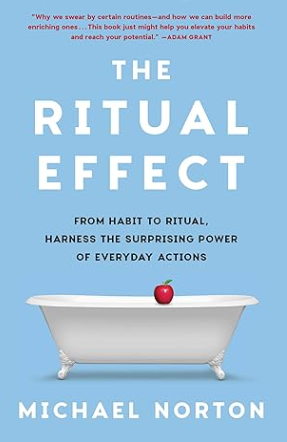 "Why we swear by certain routines—and how we can build more
enriching ones . . . This book just might help you elevate your habits
and reach your potential." —ADAM GRANT
THE
RITUAL
EFFECT
FROM HABIT TO RITUAL,
HARNESS THE SURPRISING POWER
OF EVERYDAY ACTIONS
MICHAEL NORTON